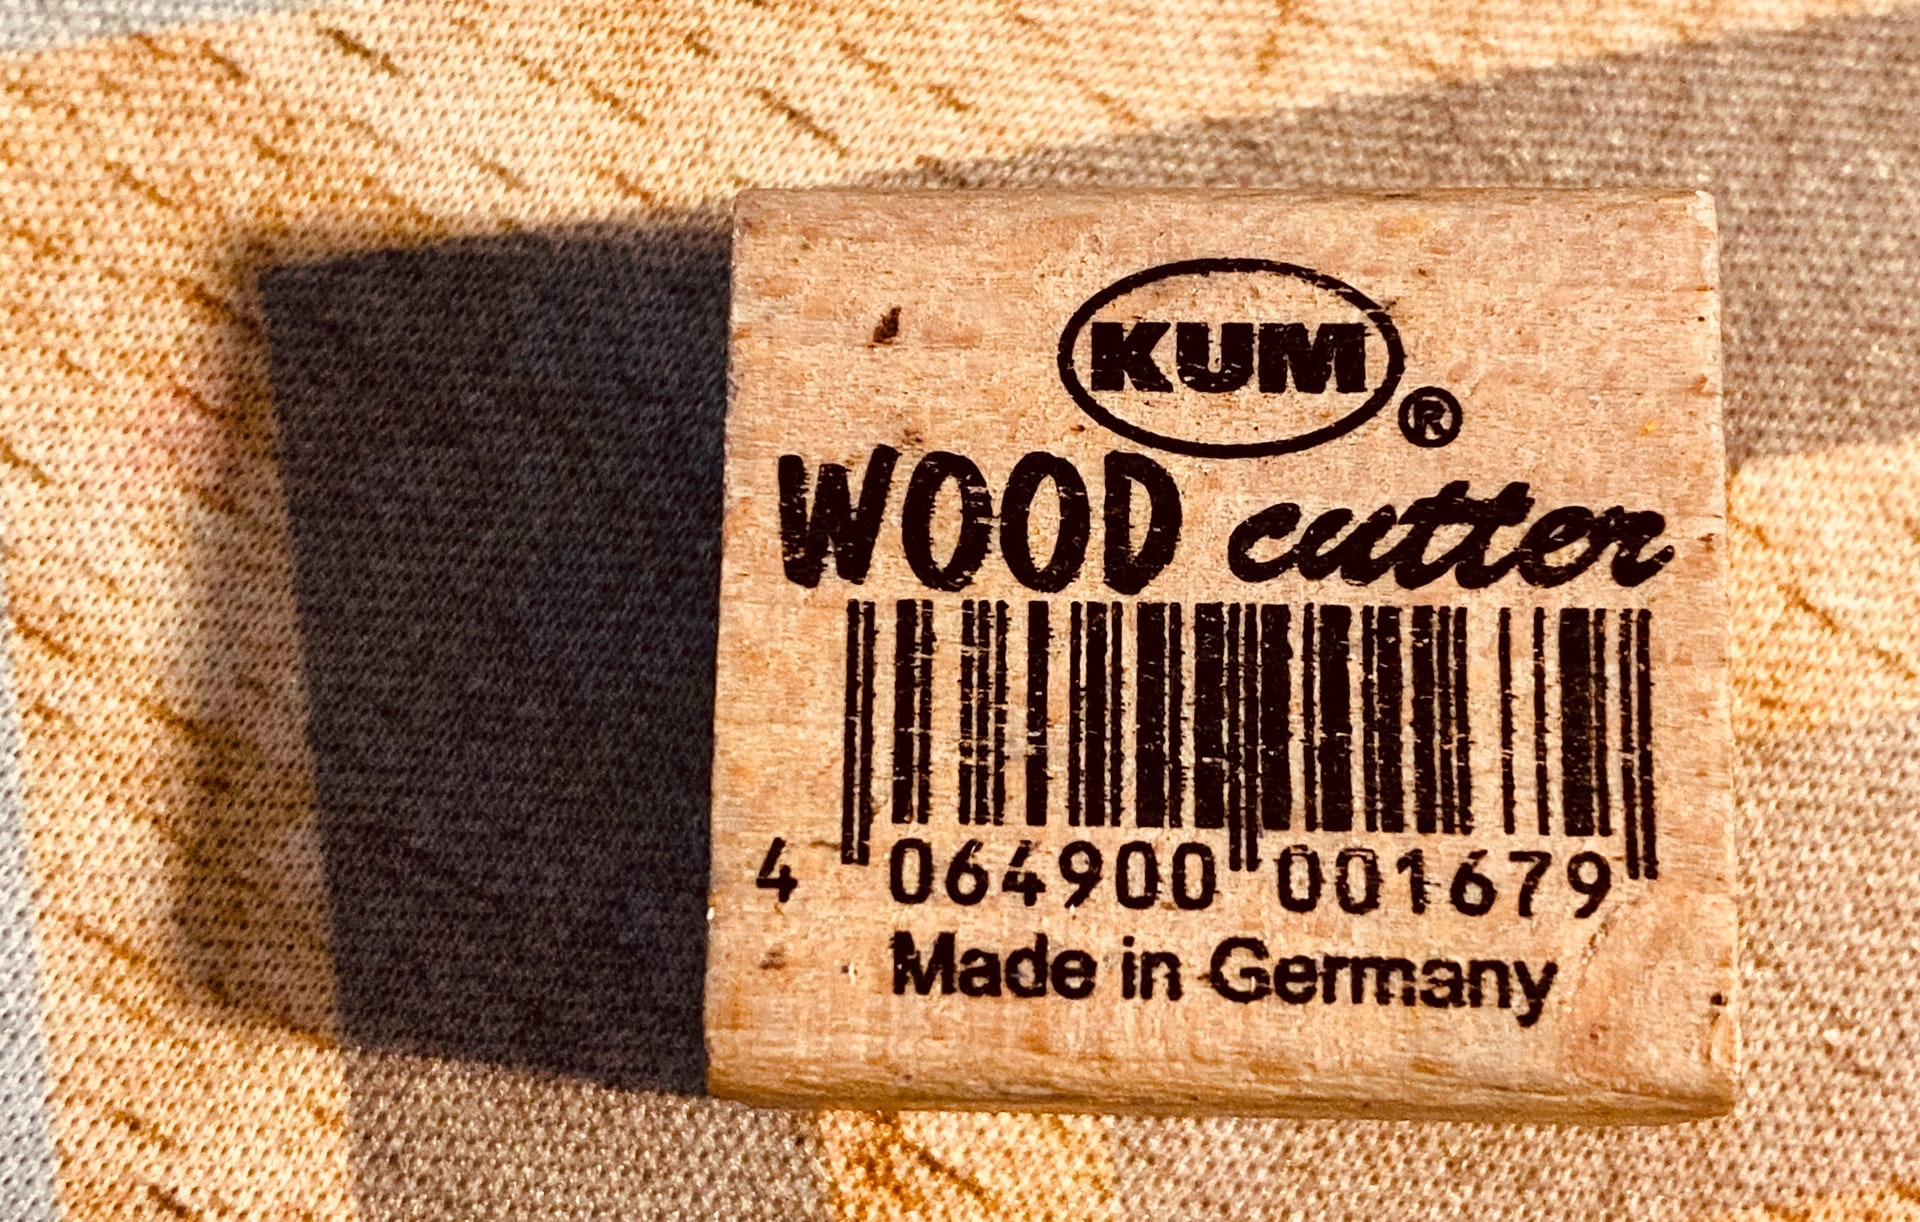 KUM
®
WOOD cutter
4 064900 001679
Made in Germany